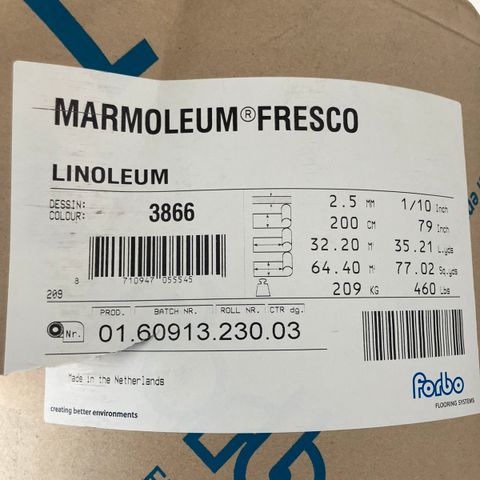 MARMOLEUM®FRESCO
LINOLEUM
DESSIN:
COLOUR: 3866
2.5 MM 1/10 Inch
200 CM 79 Inch
32.20 M¹ 35.21 L.yds
64.40 M² 77.02 Sq.yds
209 KG 460 Lbs
8 710947 055545
209
PROD. BATCH NR. ROLL NR. CTR dg.
Nr. 01.60913.230.03
Made in the Netherlands
creating better environments
forbo
FLOORING SYSTEMS